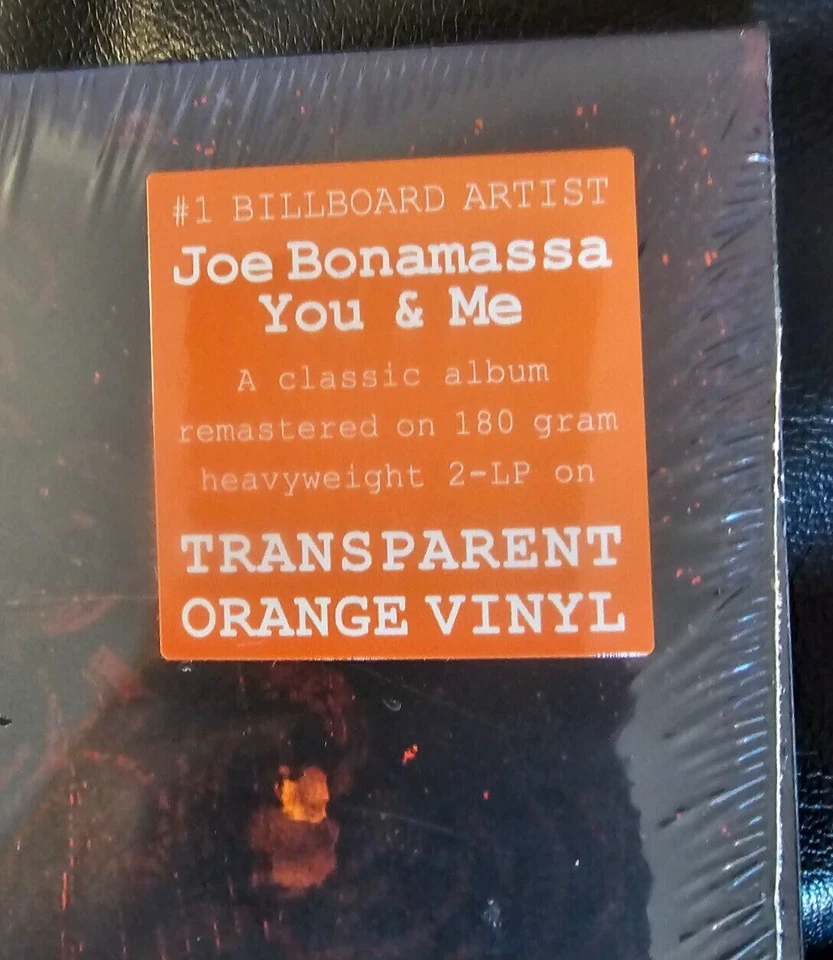 #1 BILLBOARD ARTIST
Joe Bonamassa
You & Me
A classic album
remastered on 180 gram
heavyweight 2-LP on
TRANSPARENT
ORANGE VINYL